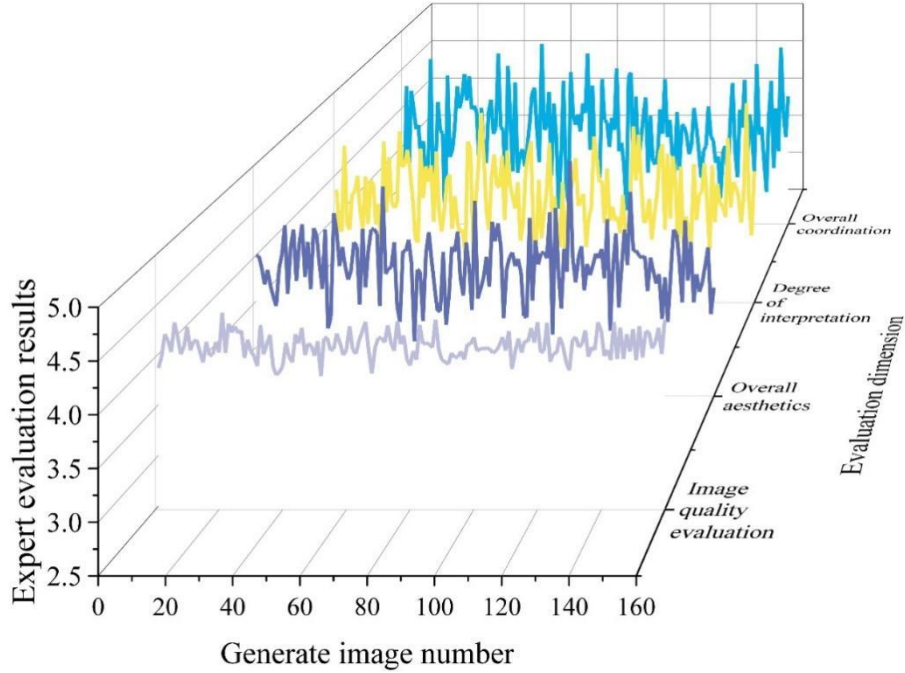 Expert evaluation results
5.0
4.5
4.0
3.5
3.0
2.5
0 20 40 60 80 100 120 140 160
Generate image number
Overall
coordination
Degree
of
interpretation
Overall
aesthetics
Image
quality
evaluation
Evaluation dimension